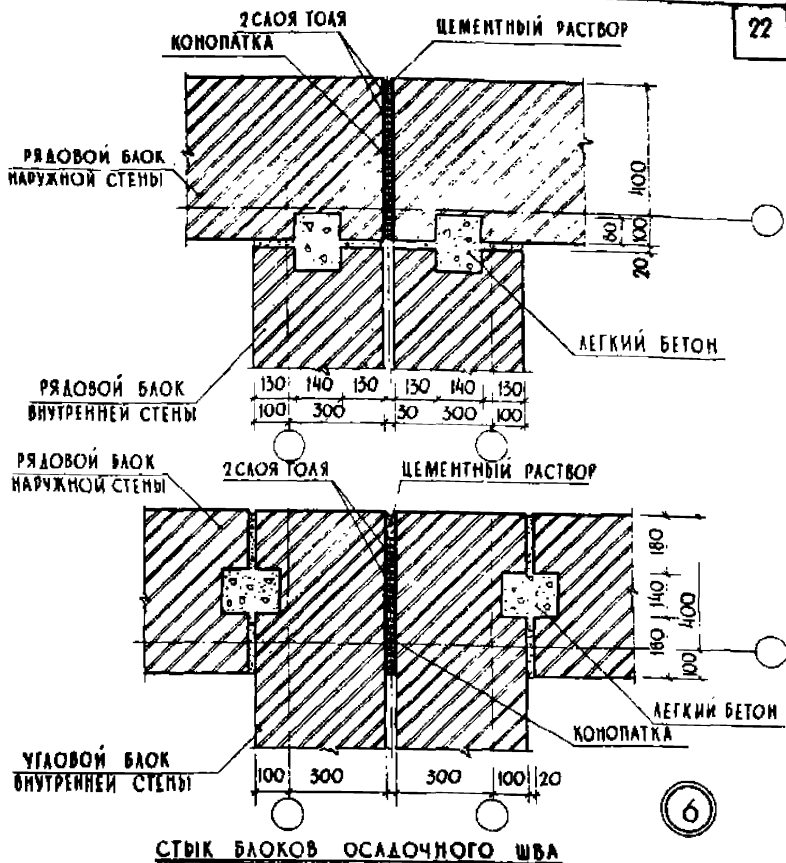 22
2 СЛОЯ ТОЛЯ
КОНОПАТКА
ЦЕМЕНТНЫЙ РАСТВОР
РЯДОВОЙ БЛОК
НАРУЖНОЙ СТЕНЫ
400
60 100
20
ЛЕГКИЙ БЕТОН
РЯДОВОЙ БЛОК
ВНУТРЕННЕЙ СТЕНЫ
130 140 130 130 140 130
100 300 30 300 100
РЯДОВОЙ БЛОК
НАРУЖНОЙ СТЕНЫ
2 СЛОЯ ТОЛЯ
ЦЕМЕНТНЫЙ РАСТВОР
180
140
400
180
100
ЛЕГКИЙ БЕТОН
КОНОПАТКА
УГЛОВОЙ БЛОК
ВНУТРЕННЕЙ СТЕНЫ
100 300 300 100 20
6
СТЫК БЛОКОВ ОСАДОЧНОГО ШВА